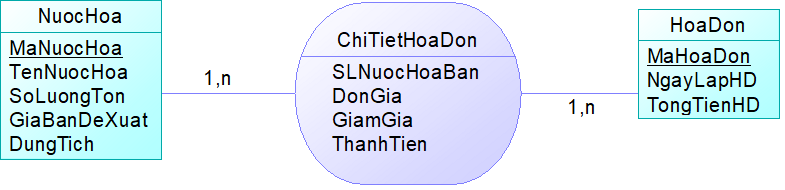 NuocHoa
MaNuocHoa
TenNuocHoa
SoLuongTon
GiaBanDeXuat
DungTich
1,n
ChiTietHoaDon
SLNuocHoaBan
DonGia
GiamGia
ThanhTien
1,n
HoaDon
MaHoaDon
NgayLapHD
TongTienHD